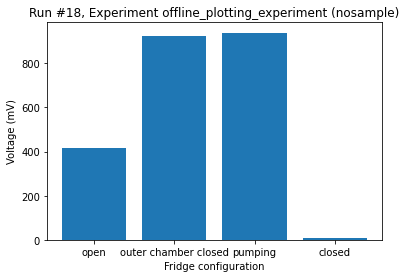 Run #18, Experiment offline_plotting_experiment (nosample)
Voltage (mV)
800
600
400
200
0
open
outer chamber closed
pumping
closed
Fridge configuration